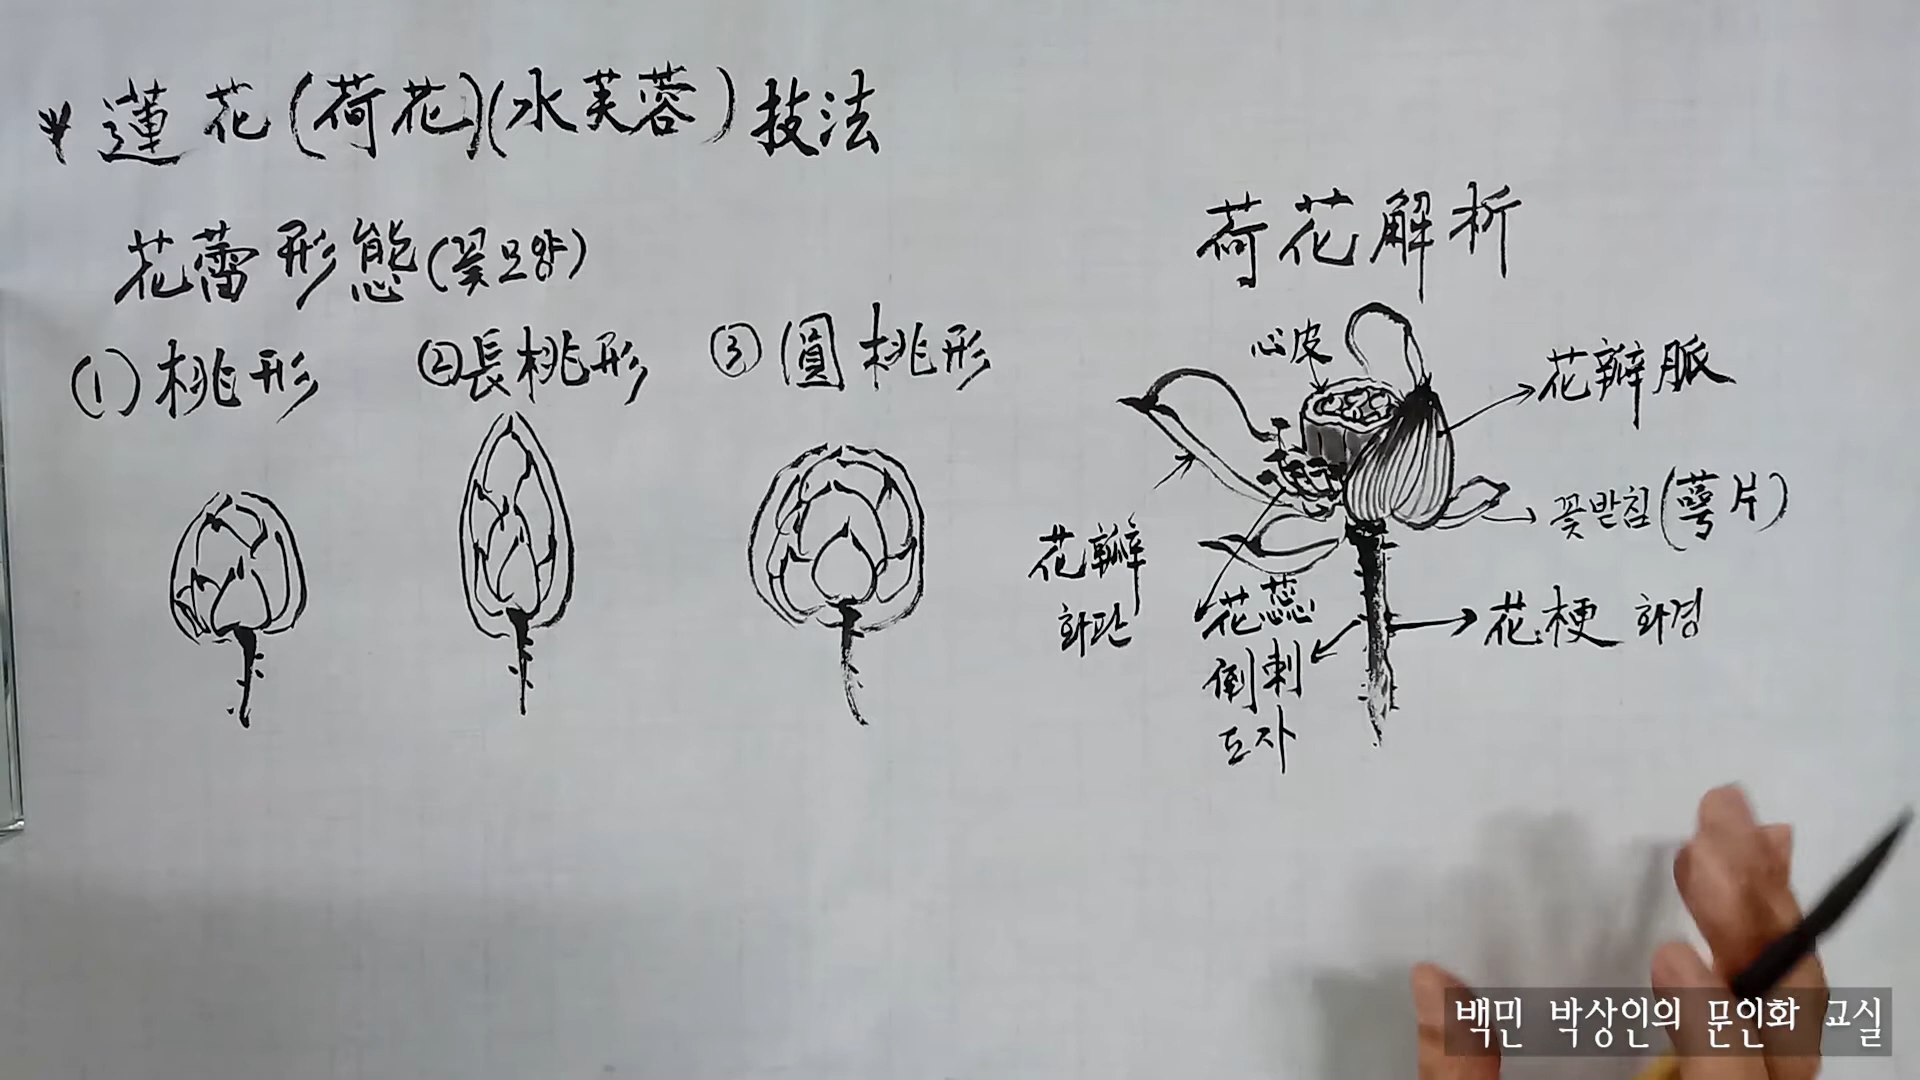 蓮花(荷花)(水芙蓉)技法
花蕾形態(꽃모양)
(1)桃形 ②長桃形 ③圓桃形
荷花解析
心皮
花瓣脈
꽃받침(萼片)
花瓣
화판
花蕊
花梗 화경
倒刺
도자
백민 박상인의 문인화 교실